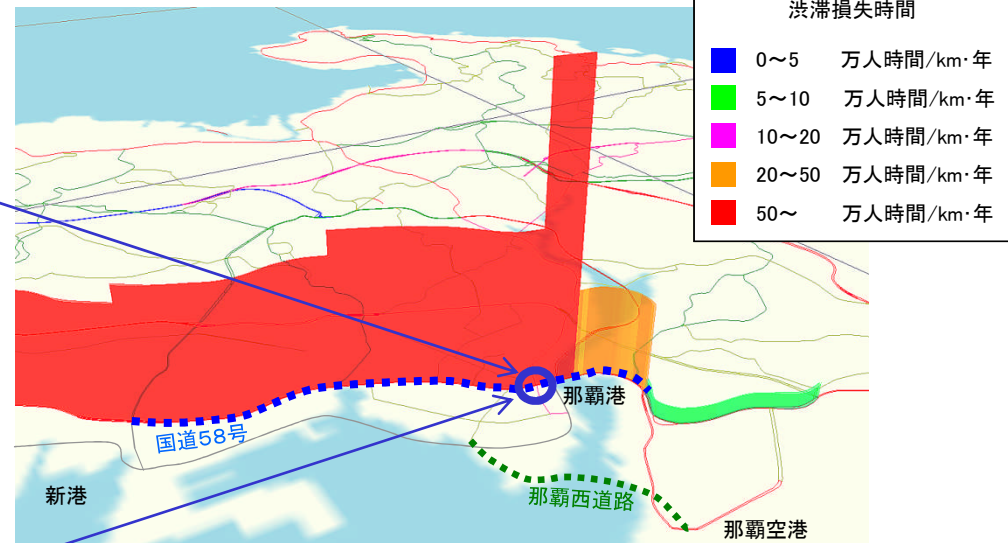 渋滞損失時間
0～5 万人時間/km･年
5～10 万人時間/km･年
10～20 万人時間/km･年
20～50 万人時間/km･年
50～ 万人時間/km･年
那覇港
国道58号
新港
那覇西道路
那覇空港